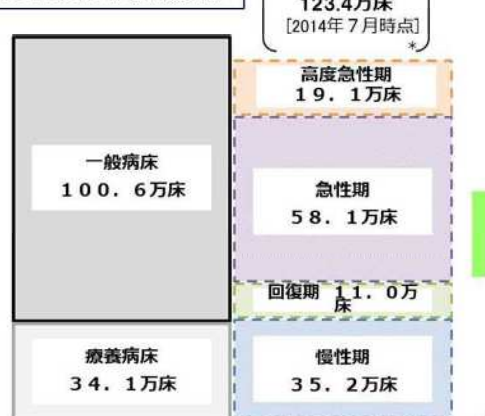 123.4万床
[2014年7月時点]
*
高度急性期
19.1万床
一般病床
100.6万床
急性期
58.1万床
回復期 11.0万
床
療養病床
34.1万床
慢性期
35.2万床